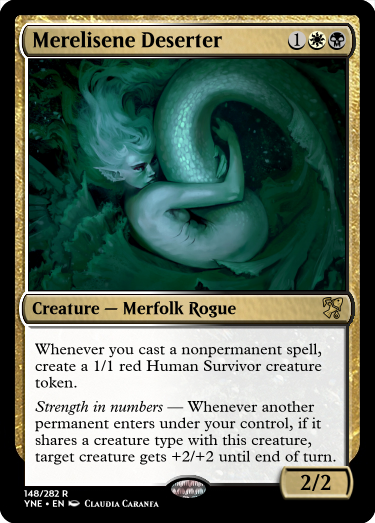 Merelisene Deserter 1
Creature — Merfolk Rogue
Whenever you cast a nonpermanent spell,
create a 1/1 red Human Survivor creature
token.
Strength in numbers — Whenever another
permanent enters under your control, if it
shares a creature type with this creature,
target creature gets +2/+2 until end of turn.
2/2
148/282 R
YNE • EN Claudia Caranfa